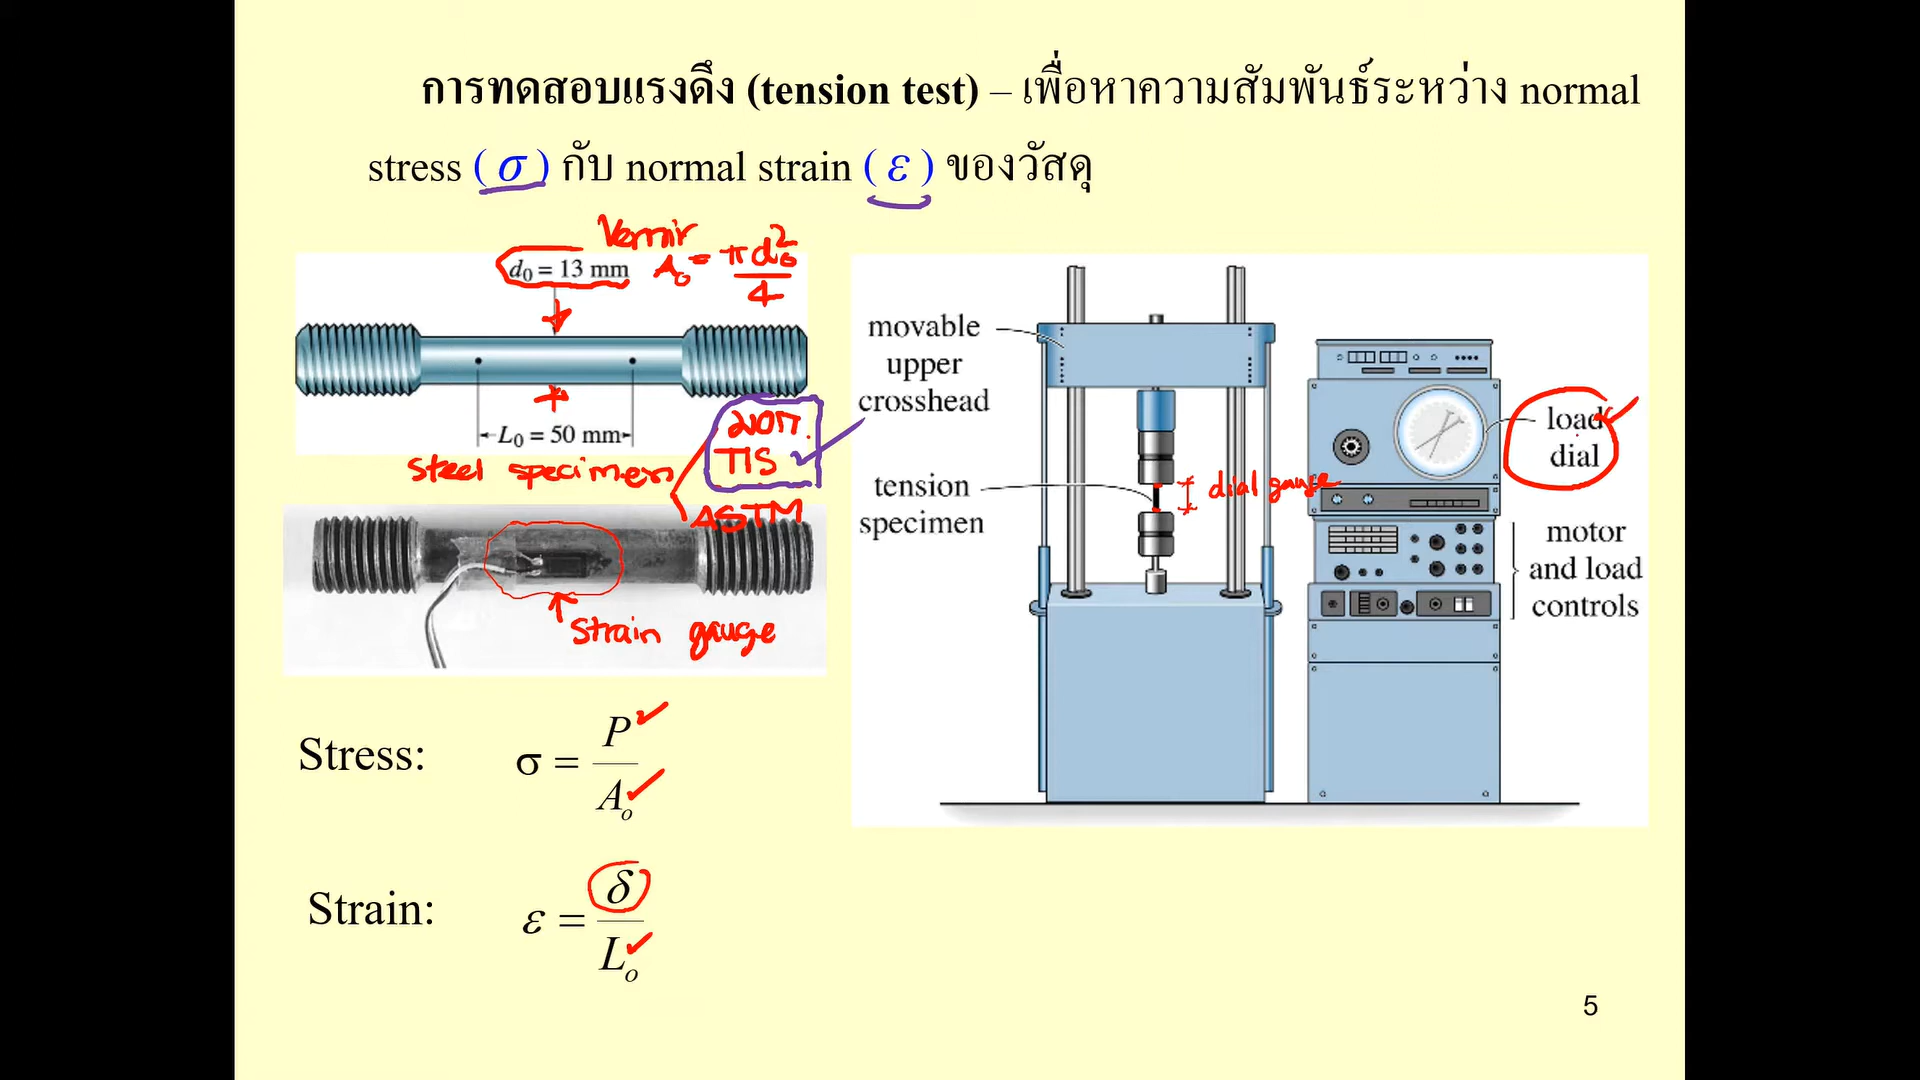 การทดสอบแรงดึง (tension test) – เพื่อหาความสัมพันธ์ระหว่าง normal
stress ( σ ) กับ normal strain ( ε ) ของวัสดุ
Vernir
d₀ = 13 mm
A₀ = πd₀²/4
L₀ = 50 mm
มอก.
TIS
steel specimen
ASTM
strain gauge
movable
upper
crosshead
tension
specimen
dial gauge
load
dial
motor
and load
controls
Stress: σ = P/Aₒ
Strain: ε = δ/Lₒ
5